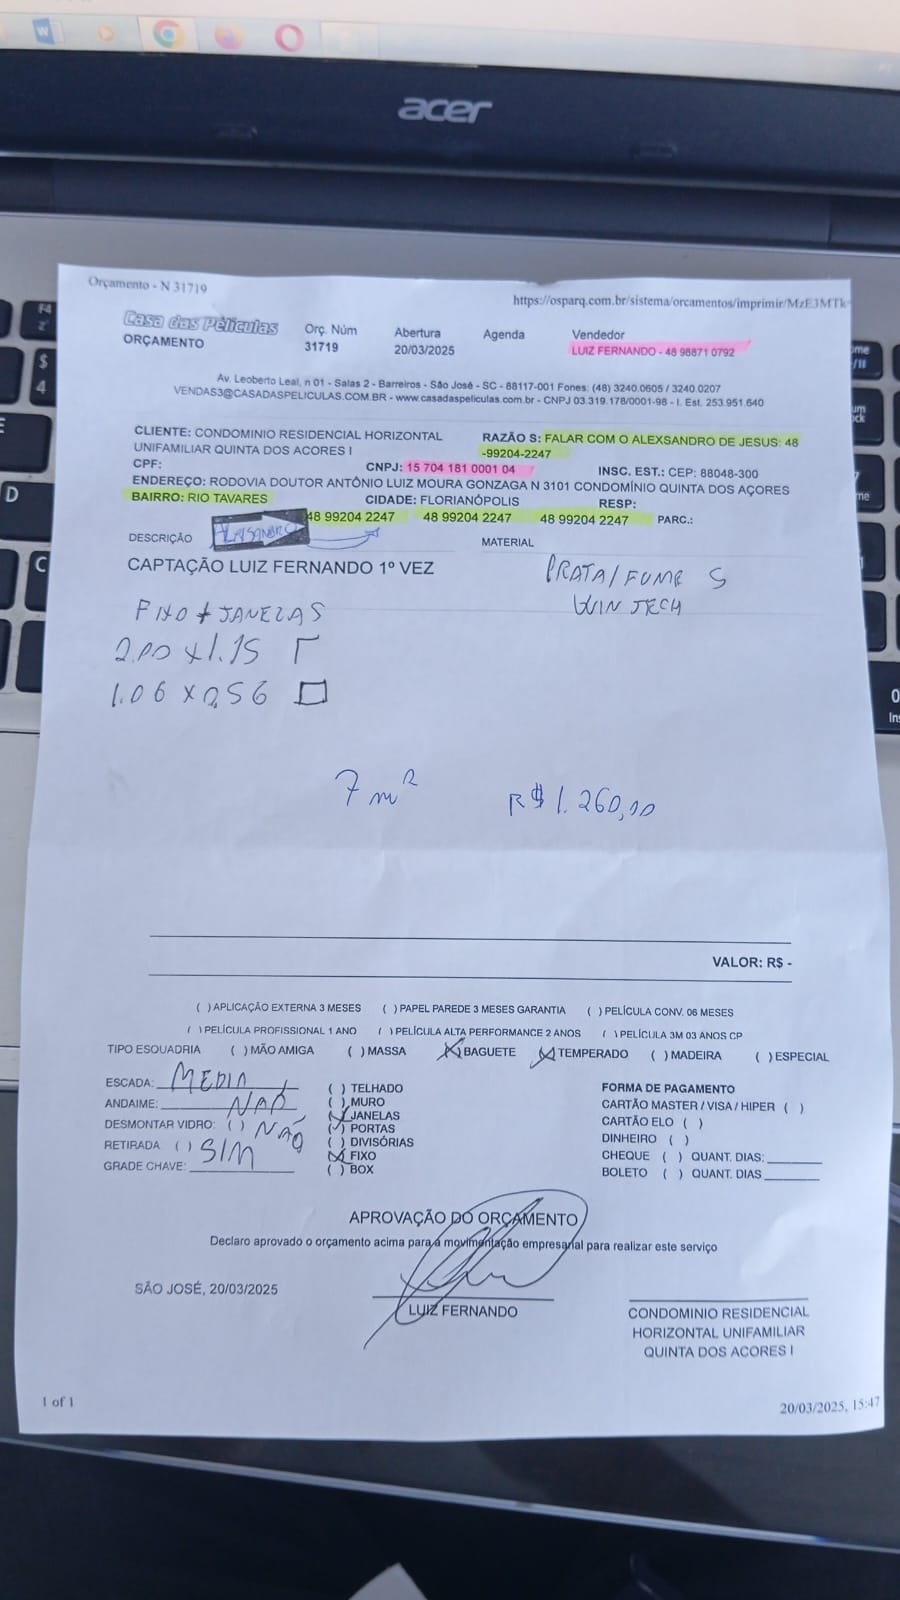 acer
Orçamento - N 31719
https://osparq.com.br/sistema/orcamentos/imprimir/MzE3MTk
Casa das Películas
ORÇAMENTO
Orç. Núm
31719
Abertura
20/03/2025
Agenda
Vendedor
LUIZ FERNANDO - 48 98871 0792
Av. Leoberto Leal, n 01 - Salas 2 - Barreiros - São José - SC - 88117-001 Fones: (48) 3240.0605 / 3240.0207
VENDAS3@CASADASPELICULAS.COM.BR - www.casadaspeliculas.com.br - CNPJ 03.319.178/0001-98 - I. Est. 253.951.640
CLIENTE: CONDOMINIO RESIDENCIAL HORIZONTAL
UNIFAMILIAR QUINTA DOS ACORES I
RAZÃO S: FALAR COM O ALEXSANDRO DE JESUS: 48
-99204-2247
CPF: CNPJ: 15 704 181 0001 04 INSC. EST.: CEP: 88048-300
ENDEREÇO: RODOVIA DOUTOR ANTÔNIO LUIZ MOURA GONZAGA N 3101 CONDOMÍNIO QUINTA DOS AÇORES
BAIRRO: RIO TAVARES CIDADE: FLORIANÓPOLIS RESP:
48 99204 2247 48 99204 2247 48 99204 2247 PARC.:
DESCRIÇÃO MATERIAL
CAPTAÇÃO LUIZ FERNANDO 1º VEZ
PRATA/FUME S
WINTECH
FIXO + JANELAS
2.00 x 1.15
1.06 x 0,56
7 m² R$ 1.260,00
VALOR: R$ -
( ) APLICAÇÃO EXTERNA 3 MESES ( ) PAPEL PAREDE 3 MESES GARANTIA ( ) PELÍCULA CONV. 06 MESES
( ) PELÍCULA PROFISSIONAL 1 ANO ( ) PELÍCULA ALTA PERFORMANCE 2 ANOS ( ) PELÍCULA 3M 03 ANOS CP
TIPO ESQUADRIA ( ) MÃO AMIGA ( ) MASSA (X) BAGUETE (X) TEMPERADO ( ) MADEIRA ( ) ESPECIAL
ESCADA: MEDIA
ANDAIME: NAO
DESMONTAR VIDRO: ( ) NÃO
RETIRADA ( ) SIM
GRADE CHAVE:
( ) TELHADO
( ) MURO
(X) JANELAS
( ) PORTAS
( ) DIVISÓRIAS
(X) FIXO
( ) BOX
FORMA DE PAGAMENTO
CARTÃO MASTER / VISA / HIPER ( )
CARTÃO ELO ( )
DINHEIRO ( )
CHEQUE ( ) QUANT. DIAS:
BOLETO ( ) QUANT. DIAS
APROVAÇÃO DO ORÇAMENTO
Declaro aprovado o orçamento acima para a movimentação empresarial para realizar este serviço
SÃO JOSÉ, 20/03/2025
LUIZ FERNANDO
CONDOMINIO RESIDENCIAL
HORIZONTAL UNIFAMILIAR
QUINTA DOS ACORES I
1 of 1
20/03/2025, 15:47